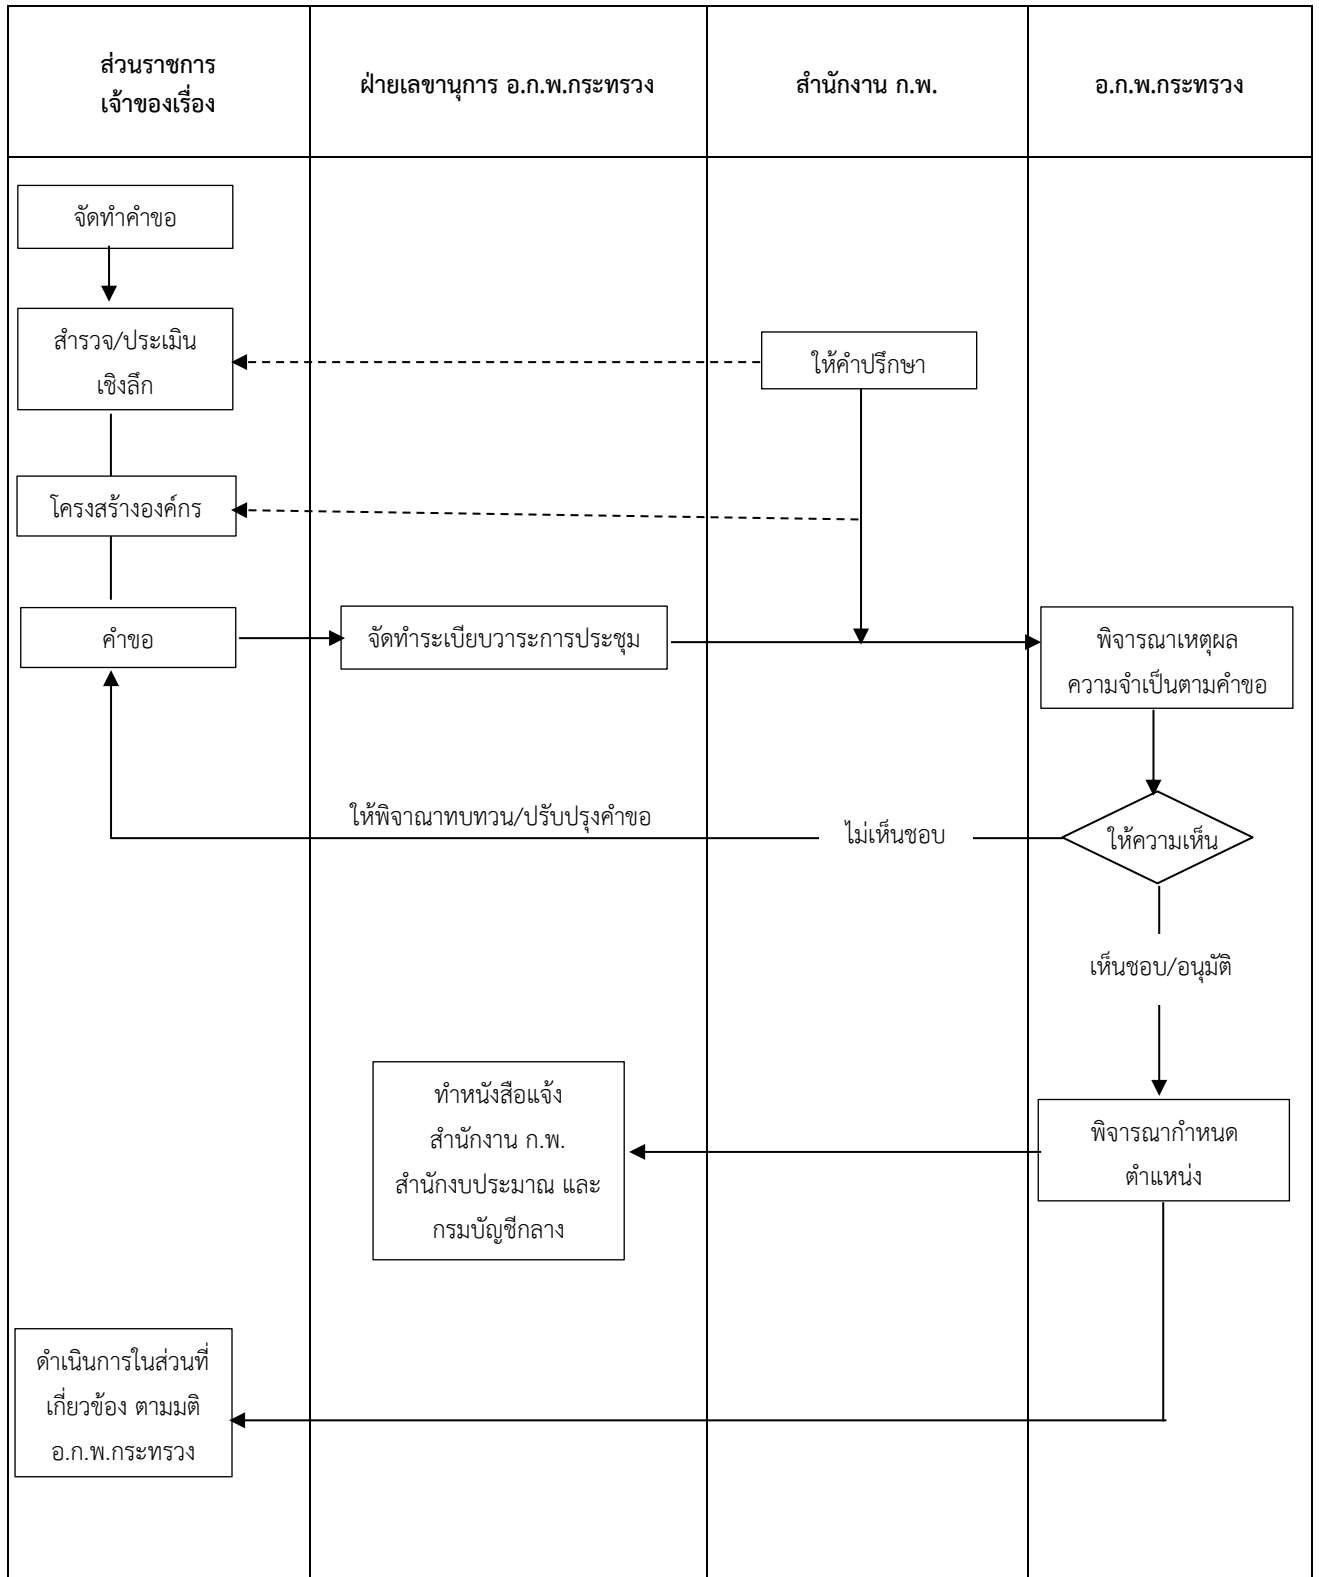 ส่วนราชการ
เจ้าของเรื่อง
ฝ่ายเลขานุการ อ.ก.พ.กระทรวง
สำนักงาน ก.พ.
อ.ก.พ.กระทรวง
จัดทำคำขอ
สำรวจ/ประเมิน
เชิงลึก
ให้คำปรึกษา
โครงสร้างองค์กร
คำขอ
จัดทำระเบียบวาระการประชุม
พิจารณาเหตุผล
ความจำเป็นตามคำขอ
ให้พิจาณาทบทวน/ปรับปรุงคำขอ
ไม่เห็นชอบ
ให้ความเห็น
เห็นชอบ/อนุมัติ
ทำหนังสือแจ้ง
สำนักงาน ก.พ.
สำนักงบประมาณ และ
กรมบัญชีกลาง
พิจารณากำหนด
ตำแหน่ง
ดำเนินการในส่วนที่
เกี่ยวข้อง ตามมติ
อ.ก.พ.กระทรวง